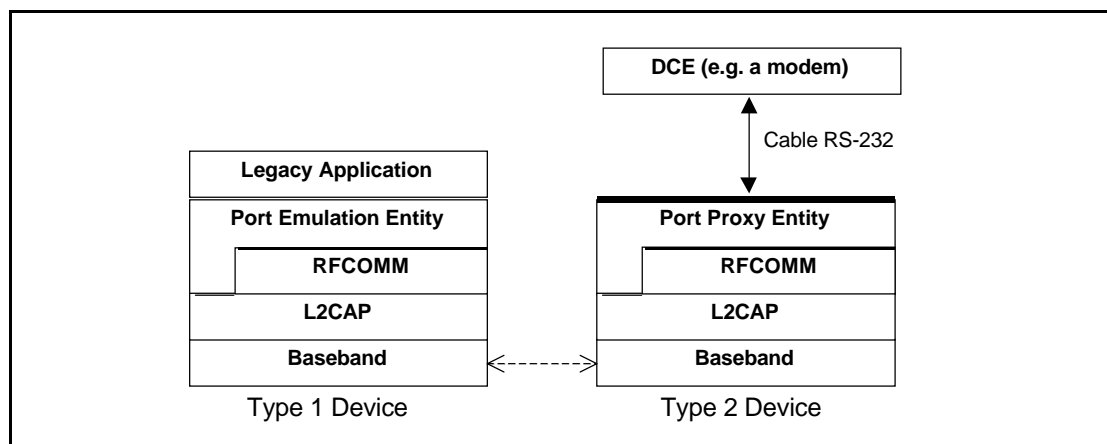 DCE (e.g. a modem)
Cable RS-232
Legacy Application
Port Emulation Entity
RFCOMM
L2CAP
Baseband
Type 1 Device
Port Proxy Entity
RFCOMM
L2CAP
Baseband
Type 2 Device